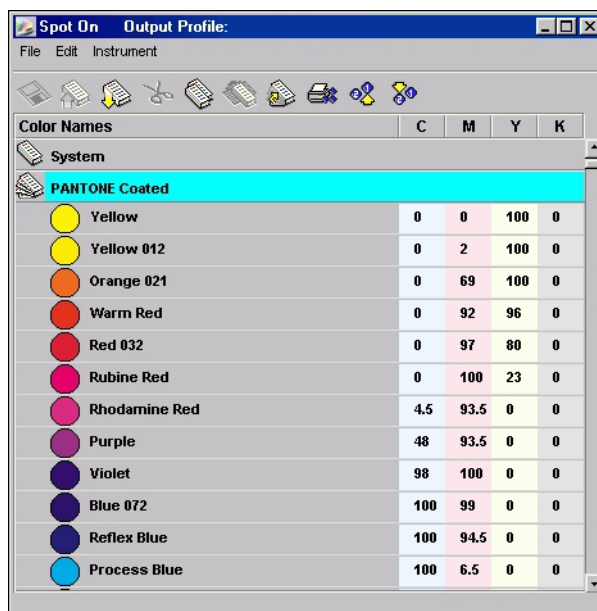 Spot On Output Profile:
File Edit Instrument
Color Names C M Y K
System
PANTONE Coated
Yellow 0 0 100 0
Yellow 012 0 2 100 0
Orange 021 0 69 100 0
Warm Red 0 92 96 0
Red 032 0 97 80 0
Rubine Red 0 100 23 0
Rhodamine Red 4.5 93.5 0 0
Purple 48 93.5 0 0
Violet 98 100 0 0
Blue 072 100 99 0 0
Reflex Blue 100 94.5 0 0
Process Blue 100 6.5 0 0